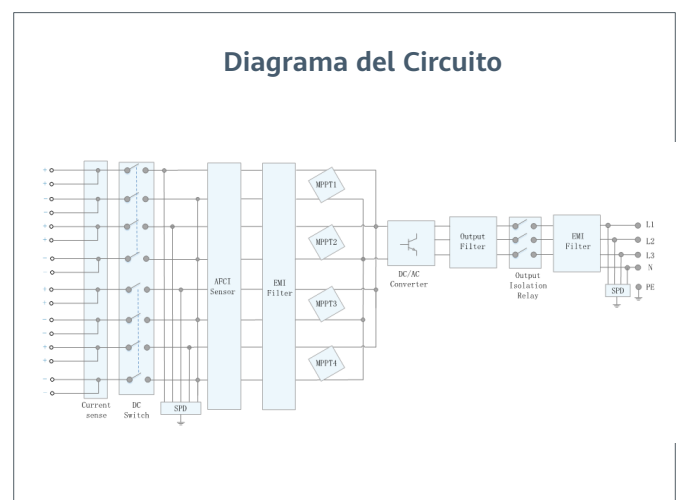 Diagrama del Circuito
+
+
-
-
+
+
-
-
+
+
-
-
+
+
-
-
Current
sense
DC
Switch
SPD
AFCI
Sensor
EMI
Filter
MPPT1
MPPT2
MPPT3
MPPT4
DC/AC
Converter
Output
Filter
Output
Isolation
Relay
EMI
Filter
L1
L2
L3
N
PE
SPD